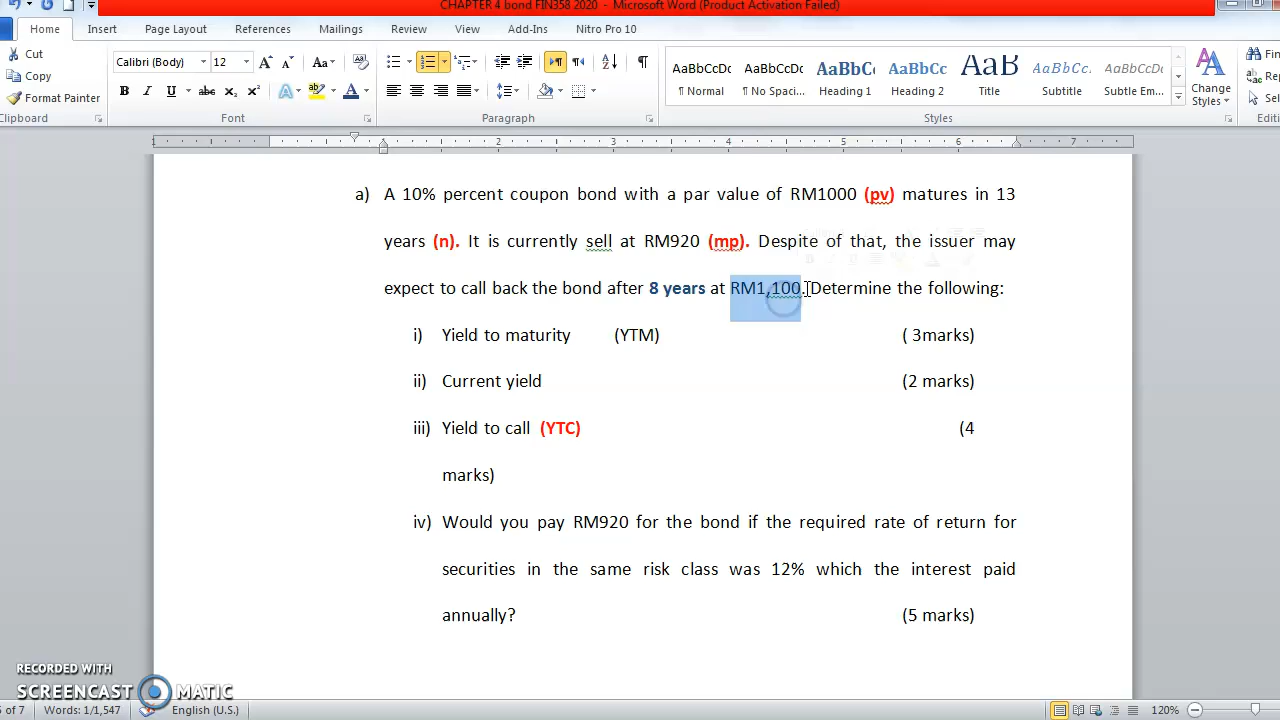 CHAPTER 4 bond FIN358 2020 - Microsoft Word (Product Activation Failed)
Home Insert Page Layout References Mailings Review View Add-Ins Nitro Pro 10
Cut
Copy
Format Painter
Clipboard
Calibri (Body) 12
Font
Paragraph
AaBbCcDc AaBbCcDc AaBbC AaBbCc AaB AaBbCc. AaBbCcDc
¶ Normal ¶ No Spaci... Heading 1 Heading 2 Title Subtitle Subtle Em...
Change
Styles
Styles
a) A 10% percent coupon bond with a par value of RM1000 (pv) matures in 13
years (n). It is currently sell at RM920 (mp). Despite of that, the issuer may
expect to call back the bond after 8 years at RM1,100. Determine the following:
i) Yield to maturity (YTM) ( 3marks)
ii) Current yield (2 marks)
iii) Yield to call (YTC) (4
marks)
iv) Would you pay RM920 for the bond if the required rate of return for
securities in the same risk class was 12% which the interest paid
annually? (5 marks)
RECORDED WITH
SCREENCAST MATIC
of 7 Words: 1/1,547 English (U.S.) 120%